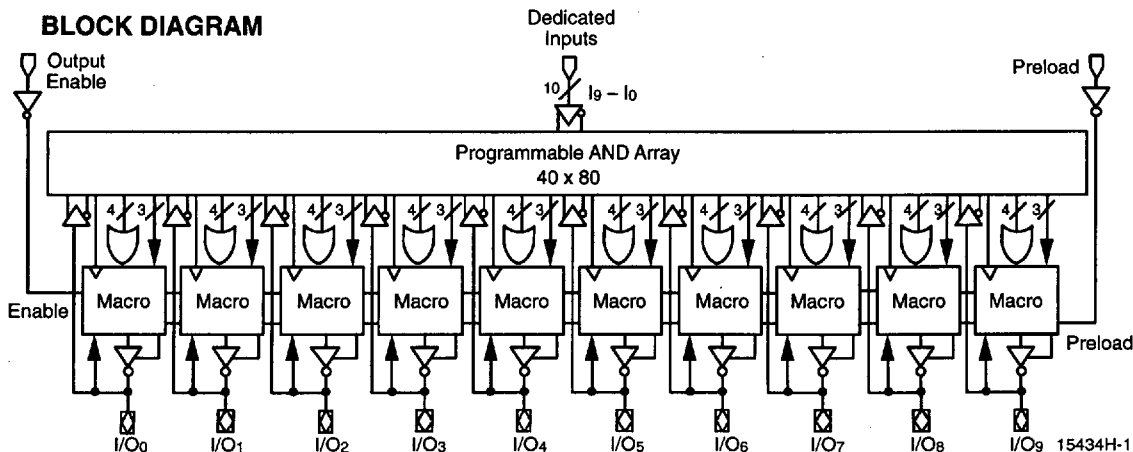 BLOCK DIAGRAM
Dedicated
Inputs
Output
Enable
Preload
10 I9 – I0
Programmable AND Array
40 x 80
4 3 4 3 4 3 4 3 4 3 4 3 4 3 4 3 4 3 4 3
Macro Macro Macro Macro Macro Macro Macro Macro Macro Macro
Enable
Preload
I/O0 I/O1 I/O2 I/O3 I/O4 I/O5 I/O6 I/O7 I/O8 I/O9 15434H-1